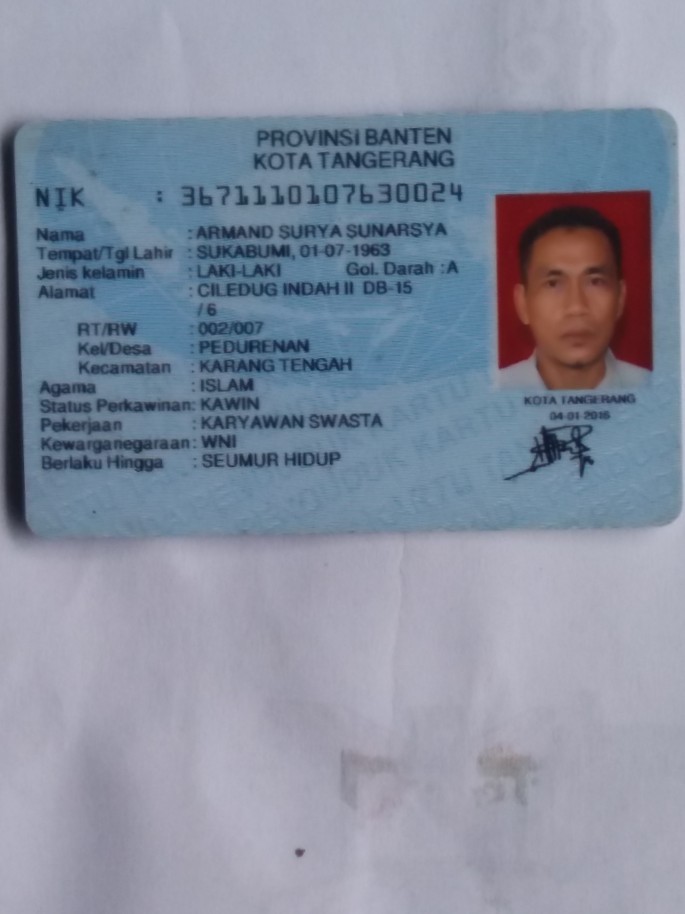 PROVINSI BANTEN
KOTA TANGERANG
NIK : 3671110107630024
Nama : ARMAND SURYA SUNARSYA
Tempat/Tgl Lahir : SUKABUMI, 01-07-1963
Jenis kelamin : LAKI-LAKI Gol. Darah : A
Alamat : CILEDUG INDAH II DB-15
/ 6
RT/RW : 002/007
Kel/Desa : PEDURENAN
Kecamatan : KARANG TENGAH
Agama : ISLAM
Status Perkawinan: KAWIN
Pekerjaan : KARYAWAN SWASTA
Kewarganegaraan: WNI
Berlaku Hingga : SEUMUR HIDUP
KOTA TANGERANG
04-01-2016